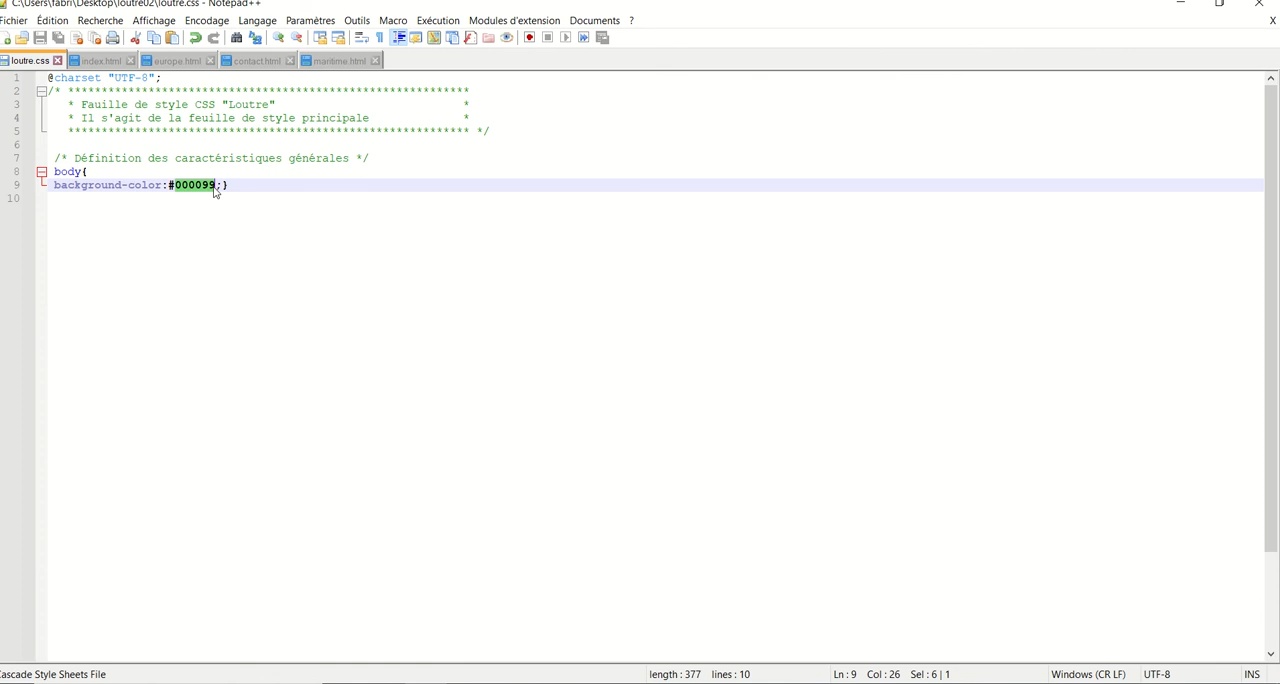 C:\Users\fabri\Desktop\loutre02\loutre.css - Notepad++
Fichier Édition Recherche Affichage Encodage Langage Paramètres Outils Macro Exécution Modules d'extension Documents ? X
loutre.css index.html europe.html contact.html maritime.html
1 @charset "UTF-8";
2 /* ************************************************************
3 * Fauille de style CSS "Loutre" *
4 * Il s'agit de la feuille de style principale *
5 ************************************************************ */
6
7 /* Définition des caractéristiques générales */
8 body{
9 background-color:#000099;}
10
Cascade Style Sheets File length : 377 lines : 10 Ln : 9 Col : 26 Sel : 6 | 1 Windows (CR LF) UTF-8 INS